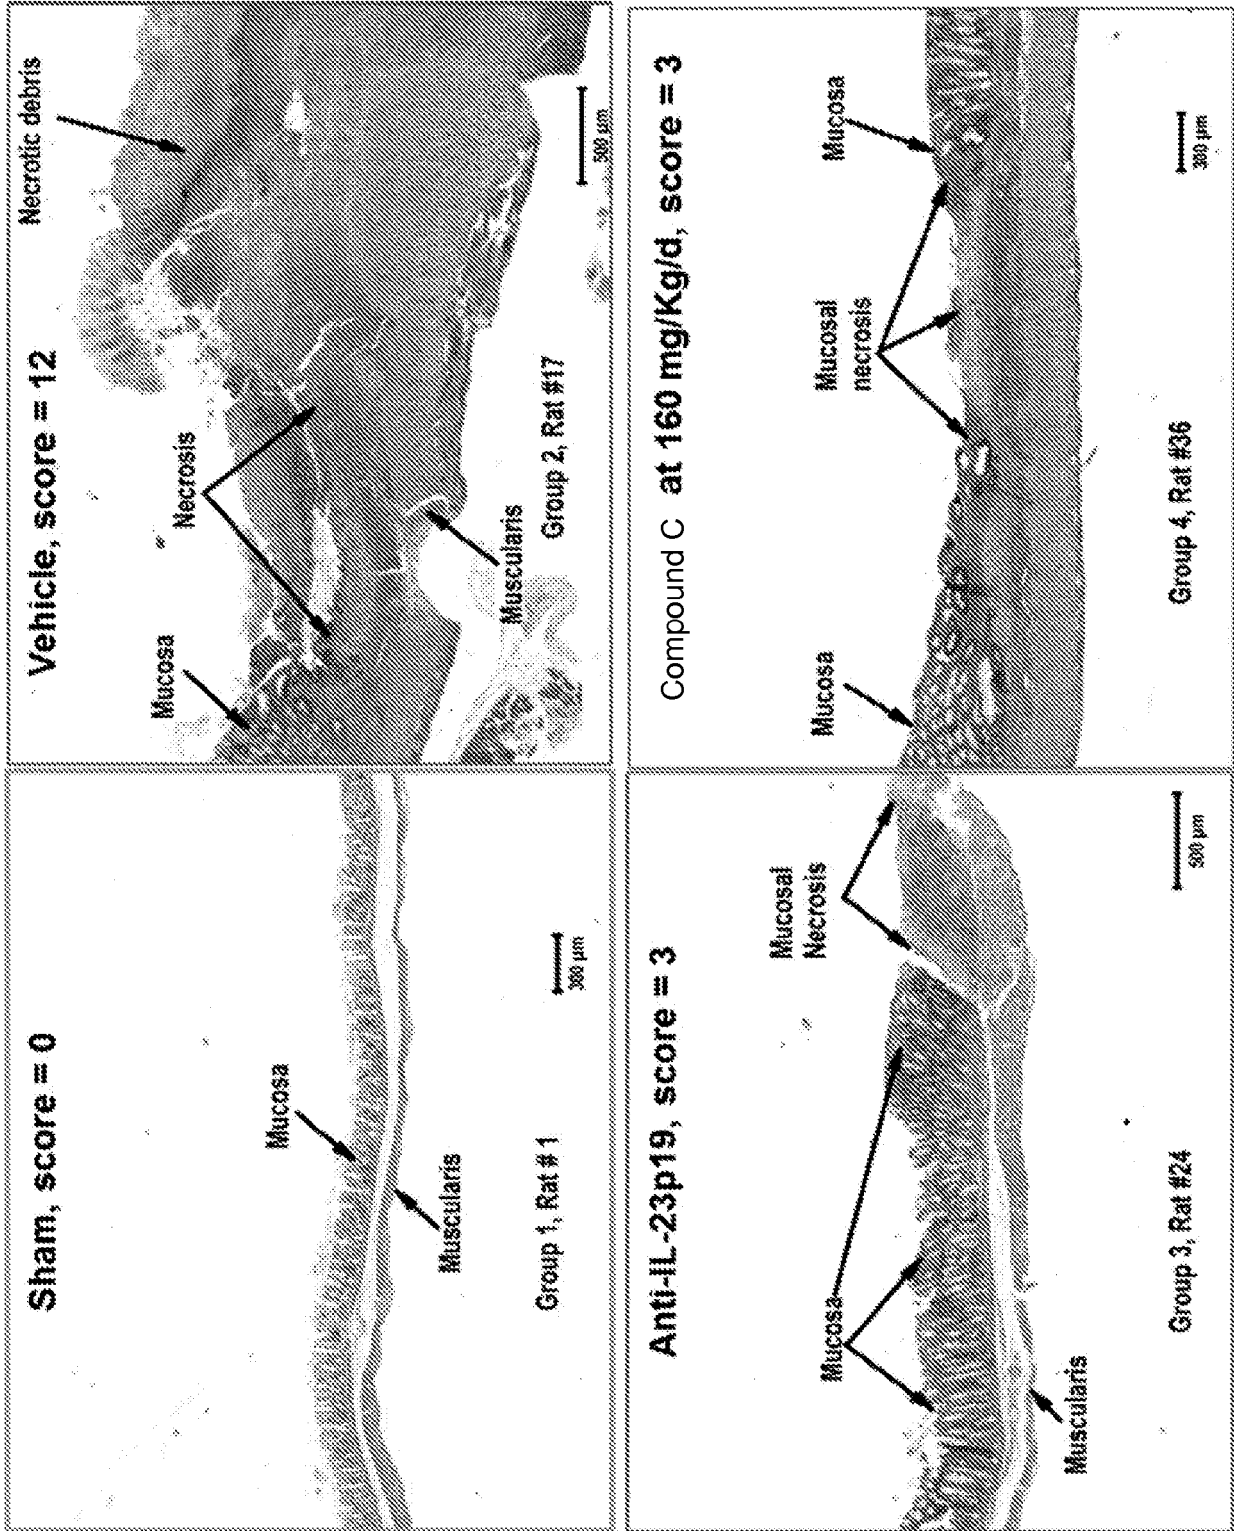 Sham, score = 0
Mucosa
Muscularis
Group 1, Rat # 1
300 µm
Vehicle, score = 12
Necrotic debris
Mucosa
Necrosis
Muscularis
Group 2, Rat #17
500 µm
Anti-IL-23p19, score = 3
Mucosal
Necrosis
Mucosa
Muscularis
Group 3, Rat #24
500 µm
Compound C at 160 mg/Kg/d, score = 3
Mucosa
Mucosal
necrosis
Mucosa
Group 4, Rat #36
300 µm